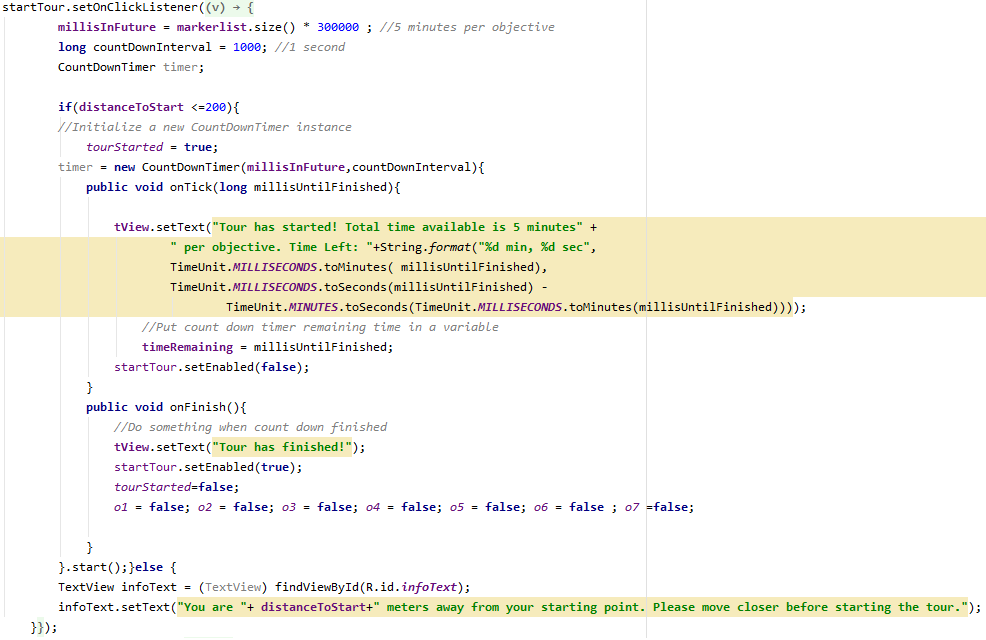 startTour.setOnClickListener((v) → {
millisInFuture = markerlist.size() * 300000 ; //5 minutes per objective
long countDownInterval = 1000; //1 second
CountDownTimer timer;
if(distanceToStart <=200){
//Initialize a new CountDownTimer instance
tourStarted = true;
timer = new CountDownTimer(millisInFuture,countDownInterval){
public void onTick(long millisUntilFinished){
tView.setText("Tour has started! Total time available is 5 minutes" +
" per objective. Time Left: "+String.format("%d min, %d sec",
TimeUnit.MILLISECONDS.toMinutes( millisUntilFinished),
TimeUnit.MILLISECONDS.toSeconds(millisUntilFinished) -
TimeUnit.MINUTES.toSeconds(TimeUnit.MILLISECONDS.toMinutes(millisUntilFinished))));
//Put count down timer remaining time in a variable
timeRemaining = millisUntilFinished;
startTour.setEnabled(false);
}
public void onFinish(){
//Do something when count down finished
tView.setText("Tour has finished!");
startTour.setEnabled(true);
tourStarted=false;
o1 = false; o2 = false; o3 = false; o4 = false; o5 = false; o6 = false ; o7 =false;
}
}.start();}else {
TextView infoText = (TextView) findViewById(R.id.infoText);
infoText.setText("You are "+ distanceToStart+" meters away from your starting point. Please move closer before starting the tour.");
}});